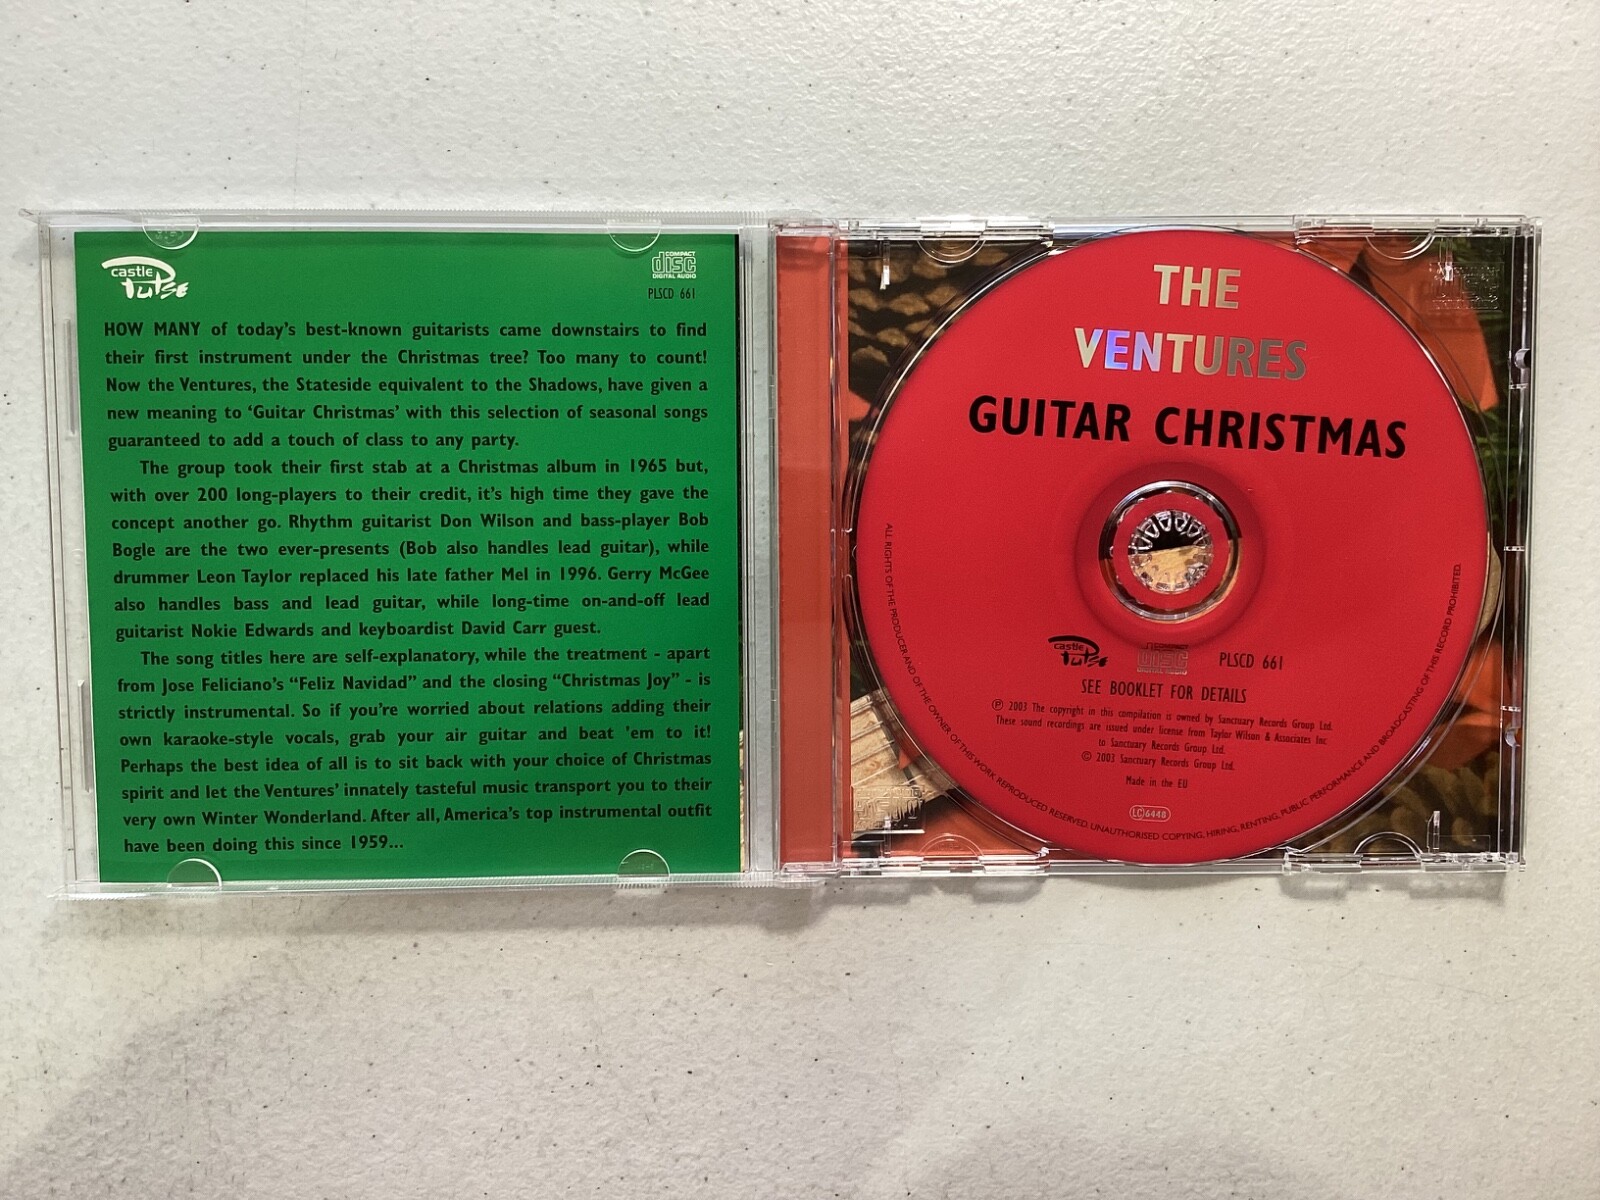 castle
Pulse
COMPACT
disc
DIGITAL AUDIO
PLSCD 661
HOW MANY of today's best-known guitarists came downstairs to find
their first instrument under the Christmas tree? Too many to count!
Now the Ventures, the Stateside equivalent to the Shadows, have given a
new meaning to ‘Guitar Christmas’ with this selection of seasonal songs
guaranteed to add a touch of class to any party.
The group took their first stab at a Christmas album in 1965 but,
with over 200 long-players to their credit, it's high time they gave the
concept another go. Rhythm guitarist Don Wilson and bass-player Bob
Bogle are the two ever-presents (Bob also handles lead guitar), while
drummer Leon Taylor replaced his late father Mel in 1996. Gerry McGee
also handles bass and lead guitar, while long-time on-and-off lead
guitarist Nokie Edwards and keyboardist David Carr guest.
The song titles here are self-explanatory, while the treatment - apart
from Jose Feliciano's “Feliz Navidad” and the closing “Christmas Joy” - is
strictly instrumental. So if you're worried about relations adding their
own karaoke-style vocals, grab your air guitar and beat 'em to it!
Perhaps the best idea of all is to sit back with your choice of Christmas
spirit and let the Ventures' innately tasteful music transport you to their
very own Winter Wonderland. After all, America's top instrumental outfit
have been doing this since 1959...
THE
VENTURES
GUITAR CHRISTMAS
castle
Pulse
disc
PLSCD 661
SEE BOOKLET FOR DETAILS
℗ 2003 The copyright in this compilation is owned by Sanctuary Records Group Ltd.
These sound recordings are issued under license from Taylor Wilson & Associates Inc
to Sanctuary Records Group Ltd.
© 2003 Sanctuary Records Group Ltd.
Made in the EU
LC6448
ALL RIGHTS OF THE PRODUCER AND OF THE OWNER OF THIS WORK REPRODUCED RESERVED. UNAUTHORISED COPYING, HIRING, RENTING, PUBLIC PERFORMANCE AND BROADCASTING OF THIS RECORD PROHIBITED.